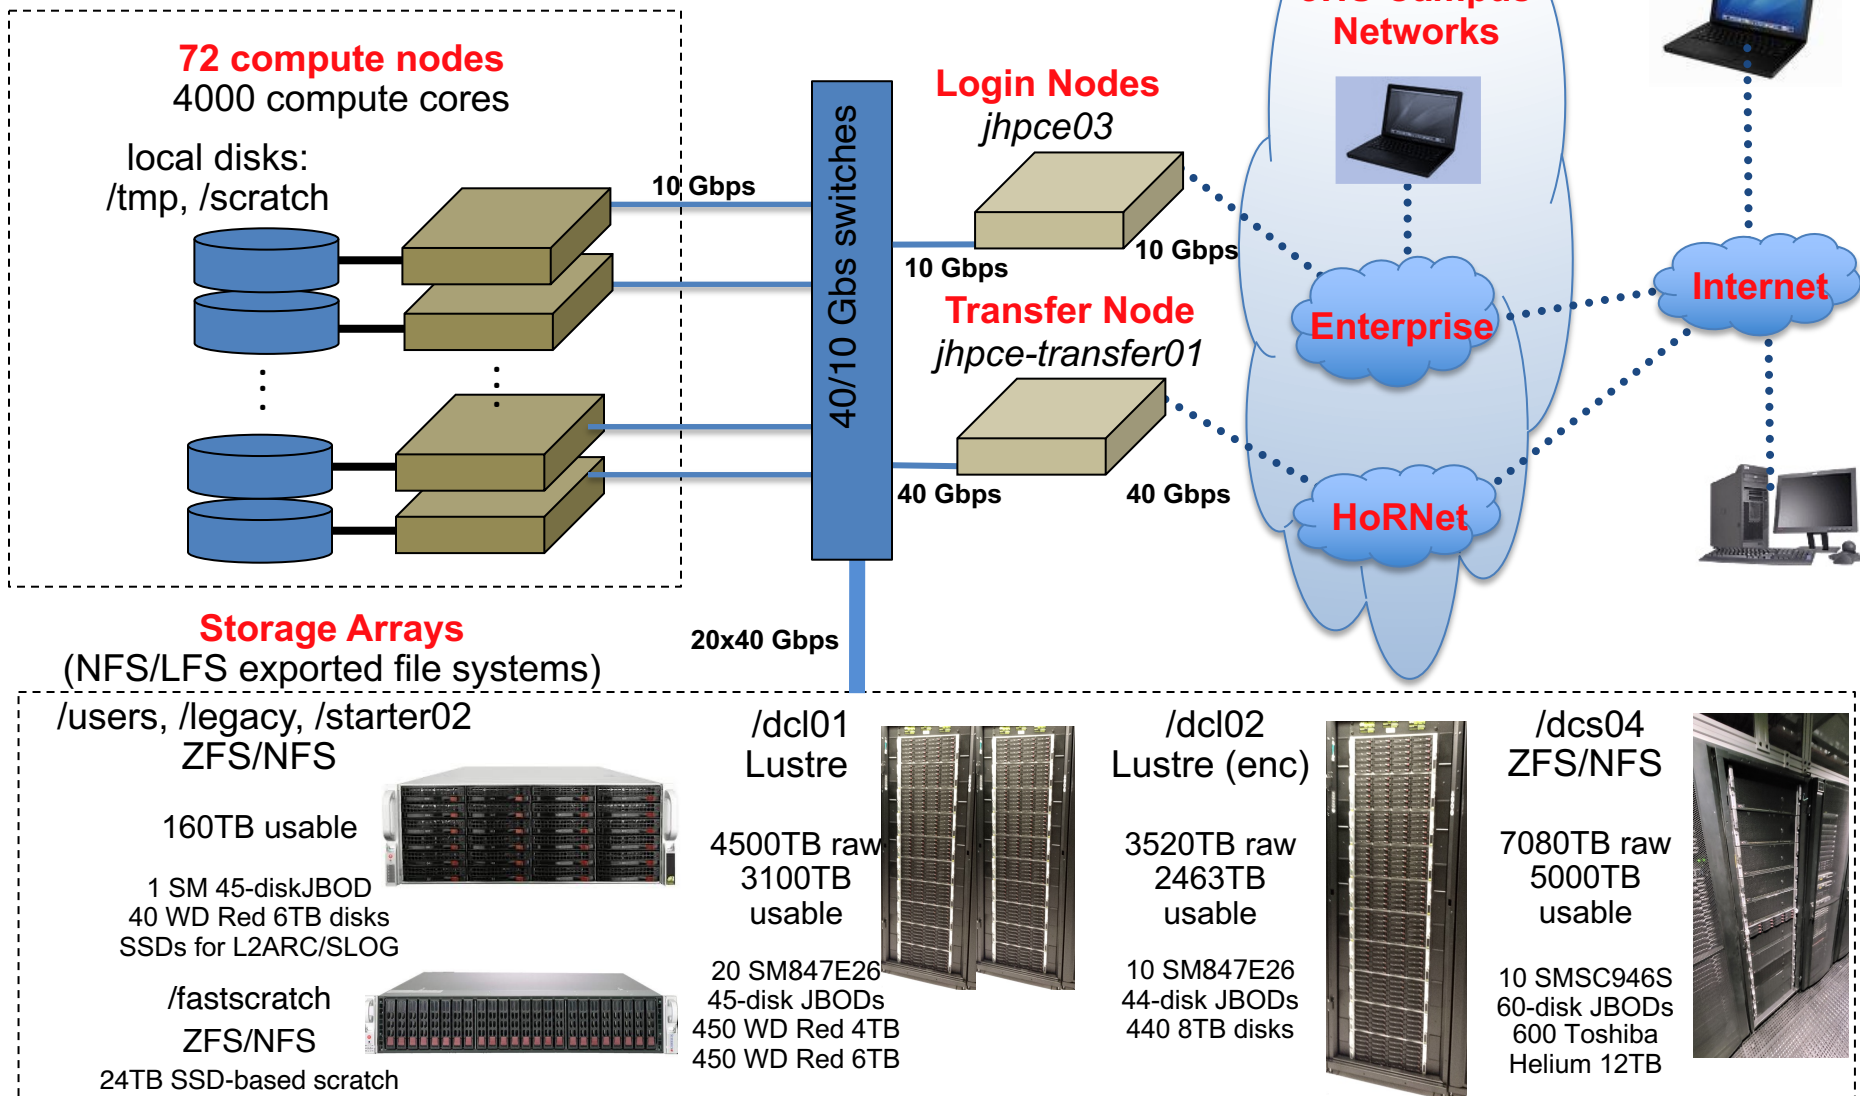 72 compute nodes
4000 compute cores
local disks:
/tmp, /scratch
10 Gbps
40/10 Gbs switches
Login Nodes
jhpce03
10 Gbps
10 Gbps
Transfer Node
jhpce-transfer01
40 Gbps
40 Gbps
Networks
Enterprise
HoRNet
Internet
Storage Arrays
(NFS/LFS exported file systems)
20x40 Gbps
/users, /legacy, /starter02
ZFS/NFS
160TB usable
1 SM 45-diskJBOD
40 WD Red 6TB disks
SSDs for L2ARC/SLOG
/fastscratch
ZFS/NFS
24TB SSD-based scratch
/dcl01
Lustre
4500TB raw
3100TB
usable
20 SM847E26
45-disk JBODs
450 WD Red 4TB
450 WD Red 6TB
/dcl02
Lustre (enc)
3520TB raw
2463TB
usable
10 SM847E26
44-disk JBODs
440 8TB disks
/dcs04
ZFS/NFS
7080TB raw
5000TB
usable
10 SMSC946S
60-disk JBODs
600 Toshiba
Helium 12TB